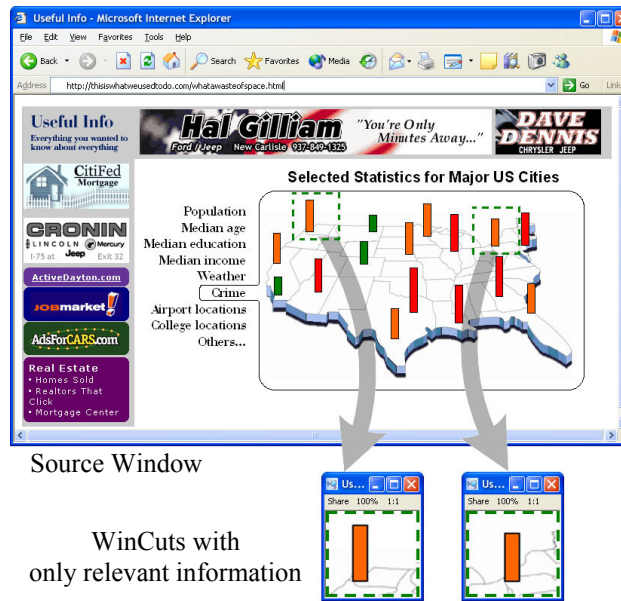 Useful Info - Microsoft Internet Explorer
File Edit View Favorites Tools Help
Back Search Favorites Media
Address http://thisiswhatweusedtodo.com/whatawasteofspace.html Go Link
Useful Info
Everything you wanted to
know about everything
Hal Gilliam
Ford / Jeep New Carlisle 937-849-1325
"You're Only
Minutes Away..."
DAVE
DENNIS
CHRYSLER JEEP
CitiFed
Mortgage
CRONIN
LINCOLN Mercury
I-75 at Jeep Exit 32
ActiveDayton.com
JOBmarket!
AdsForCARS.com
Real Estate
• Homes Sold
• Realtors That
Click
• Mortgage Center
Selected Statistics for Major US Cities
Population
Median age
Median education
Median income
Weather
Crime
Airport locations
College locations
Others...
Source Window
WinCuts with
only relevant information
Us...
Share 100% 1:1
Us...
Share 100% 1:1